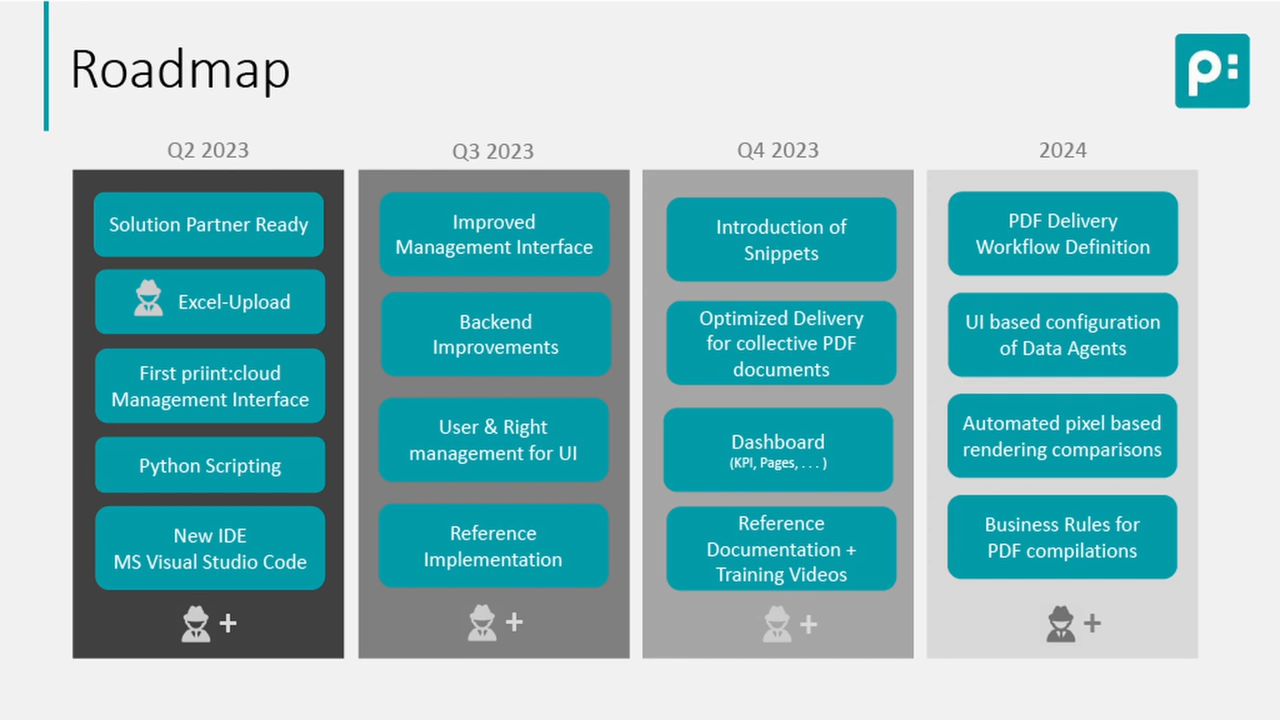 Roadmap
p:
Q2 2023
Solution Partner Ready
Excel-Upload
First priint:cloud
Management Interface
Python Scripting
New IDE
MS Visual Studio Code
+
Q3 2023
Improved
Management Interface
Backend
Improvements
User & Right
management for UI
Reference
Implementation
+
Q4 2023
Introduction of
Snippets
Optimized Delivery
for collective PDF
documents
Dashboard
(KPI, Pages, . . . )
Reference
Documentation +
Training Videos
+
2024
PDF Delivery
Workflow Definition
UI based configuration
of Data Agents
Automated pixel based
rendering comparisons
Business Rules for
PDF compilations
+